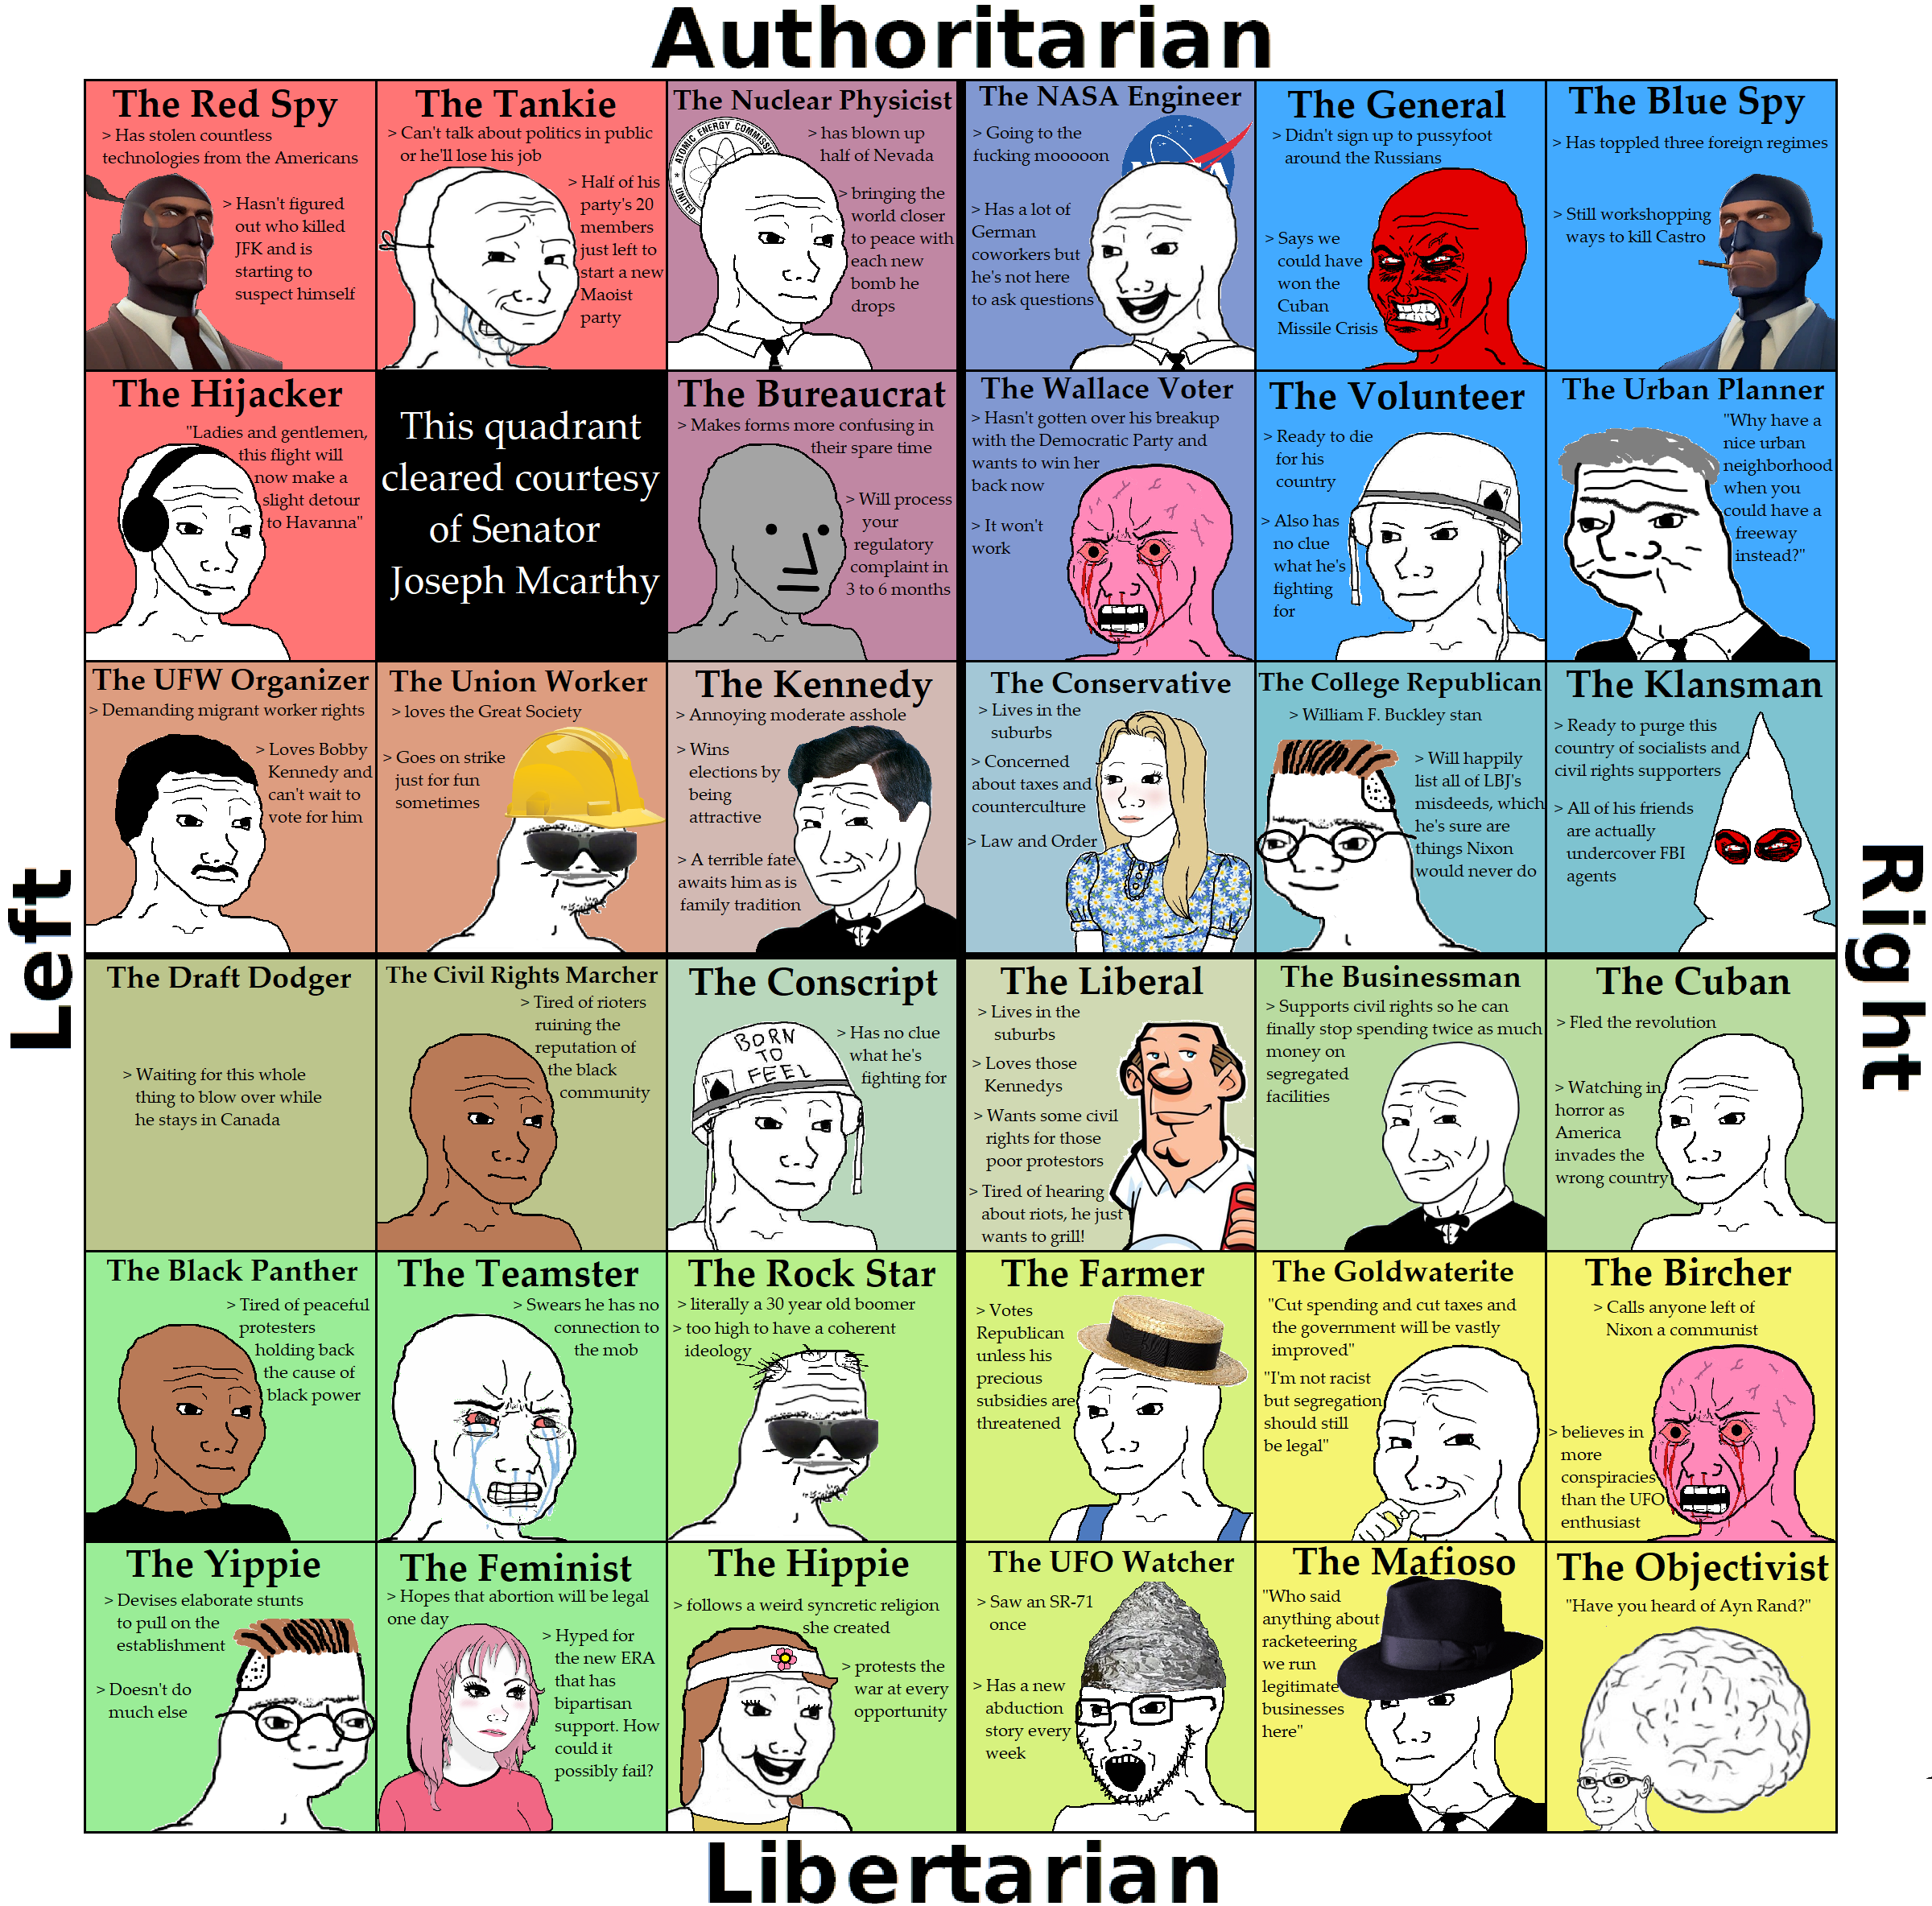 Authoritarian
Left
Right
The Red Spy
> Has stolen countless
technologies from the Americans
> Hasn't figured
out who killed
JFK and is
starting to
suspect himself
The Tankie
> Can't talk about politics in public
or he'll lose his job
> Half of his
party's 20
members
just left to
start a new
Maoist
party
The Nuclear Physicist
ATOMIC ENERGY COMMISSI
UNITED
> has blown up
half of Nevada
> bringing the
world closer
to peace with
each new
bomb he
drops
The NASA Engineer
> Going to the
fucking mooooon
> Has a lot of
German
coworkers but
he's not here
to ask questions
The General
> Didn't sign up to pussyfoot
around the Russians
> Says we
could have
won the
Cuban
Missile Crisis
The Blue Spy
> Has toppled three foreign regimes
> Still workshopping
ways to kill Castro
The Hijacker
"Ladies and gentlemen,
this flight will
now make a
slight detour
to Havanna"
This quadrant
cleared courtesy
of Senator
Joseph Mcarthy
The Bureaucrat
> Makes forms more confusing in
their spare time
> Will process
your
regulatory
complaint in
3 to 6 months
The Wallace Voter
> Hasn't gotten over his breakup
with the Democratic Party and
wants to win her
back now
> It won't
work
The Volunteer
> Ready to die
for his
country
> Also has
no clue
what he's
fighting
for
A
The Urban Planner
"Why have a
nice urban
neighborhood
when you
could have a
freeway
instead?"
The UFW Organizer
> Demanding migrant worker rights
> Loves Bobby
Kennedy and
can't wait to
vote for him
The Union Worker
> loves the Great Society
> Goes on strike
just for fun
sometimes
The Kennedy
> Annoying moderate asshole
> Wins
elections by
being
attractive
> A terrible fate
awaits him as is
family tradition
The Conservative
> Lives in the
suburbs
> Concerned
about taxes and
counterculture
> Law and Order
The College Republican
> William F. Buckley stan
> Will happily
list all of LBJ's
misdeeds, which
he's sure are
things Nixon
would never do
The Klansman
> Ready to purge this
country of socialists and
civil rights supporters
> All of his friends
are actually
undercover FBI
agents
The Draft Dodger
> Waiting for this whole
thing to blow over while
he stays in Canada
The Civil Rights Marcher
> Tired of rioters
ruining the
reputation of
the black
community
The Conscript
BORN
TO
FEEL
A
> Has no clue
what he's
fighting for
The Liberal
> Lives in the
suburbs
> Loves those
Kennedys
> Wants some civil
rights for those
poor protestors
> Tired of hearing
about riots, he just
wants to grill!
The Businessman
> Supports civil rights so he can
finally stop spending twice as much
money on
segregated
facilities
The Cuban
> Fled the revolution
> Watching in
horror as
America
invades the
wrong country
The Black Panther
> Tired of peaceful
protesters
holding back
the cause of
black power
The Teamster
> Swears he has no
connection to
the mob
The Rock Star
> literally a 30 year old boomer
> too high to have a coherent
ideology
The Farmer
> Votes
Republican
unless his
precious
subsidies are
threatened
The Goldwaterite
"Cut spending and cut taxes and
the government will be vastly
improved"
"I'm not racist
but segregation
should still
be legal"
The Bircher
> Calls anyone left of
Nixon a communist
> believes in
more
conspiracies
than the UFO
enthusiast
The Yippie
> Devises elaborate stunts
to pull on the
establishment
> Doesn't do
much else
The Feminist
> Hopes that abortion will be legal
one day
> Hyped for
the new ERA
that has
bipartisan
support. How
could it
possibly fail?
The Hippie
> follows a weird syncretic religion
she created
> protests the
war at every
opportunity
The UFO Watcher
> Saw an SR-71
once
> Has a new
abduction
story every
week
The Mafioso
"Who said
anything about
racketeering
we run
legitimate
businesses
here"
The Objectivist
"Have you heard of Ayn Rand?"
Libertarian